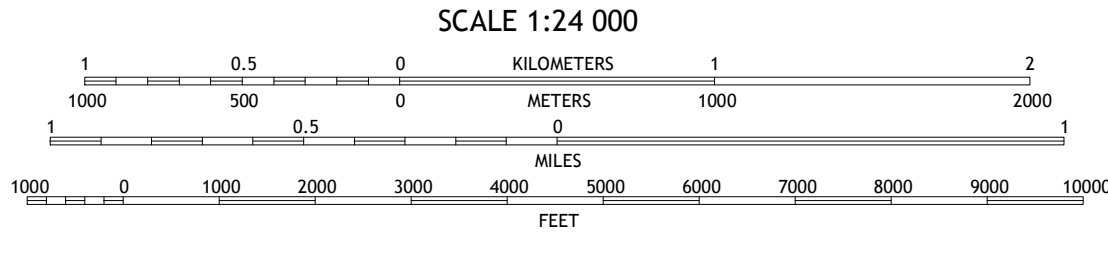 SCALE 1:24 000
1 0.5 0 KILOMETERS 1 2
1000 500 0 METERS 1000 2000
1 0.5 0 1
MILES
1000 0 1000 2000 3000 4000 5000 6000 7000 8000 9000 10000
FEET